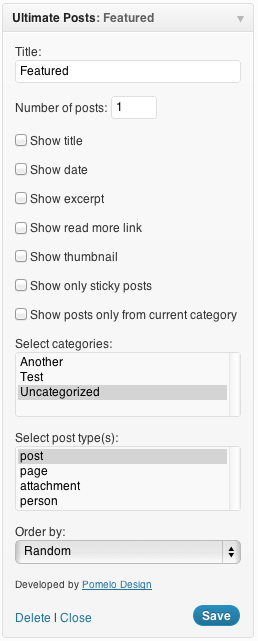 Ultimate Posts: Featured
Title:
Featured
Number of posts: 1
Show title
Show date
Show excerpt
Show read more link
Show thumbnail
Show only sticky posts
Show posts only from current category
Select categories:
Another
Test
Uncategorized
Select post type(s):
post
page
attachment
person
Order by:
Random
Developed by Pomelo Design
Delete | Close
Save